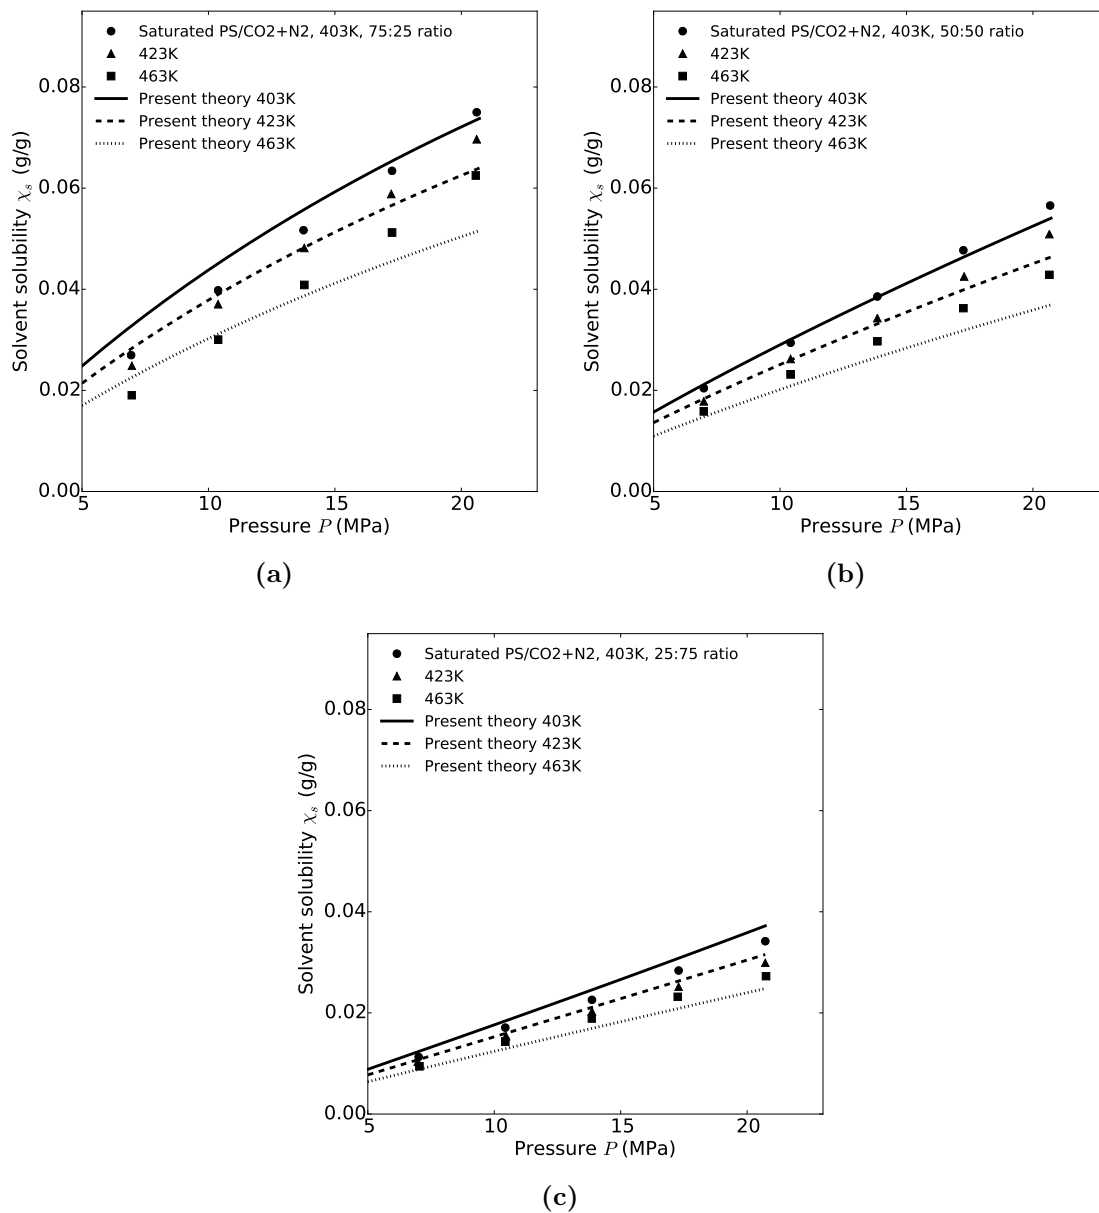 Saturated PS/CO2+N2, 403K, 75:25 ratio
423K
463K
Present theory 403K
Present theory 423K
Present theory 463K
0.08
0.06
0.04
0.02
0.00
Solvent solubility χₛ (g/g)
5
10
15
20
Pressure P (MPa)
(a)
Saturated PS/CO2+N2, 403K, 50:50 ratio
423K
463K
Present theory 403K
Present theory 423K
Present theory 463K
0.08
0.06
0.04
0.02
0.00
Solvent solubility χₛ (g/g)
5
10
15
20
Pressure P (MPa)
(b)
Saturated PS/CO2+N2, 403K, 25:75 ratio
423K
463K
Present theory 403K
Present theory 423K
Present theory 463K
0.08
0.06
0.04
0.02
0.00
Solvent solubility χₛ (g/g)
5
10
15
20
Pressure P (MPa)
(c)